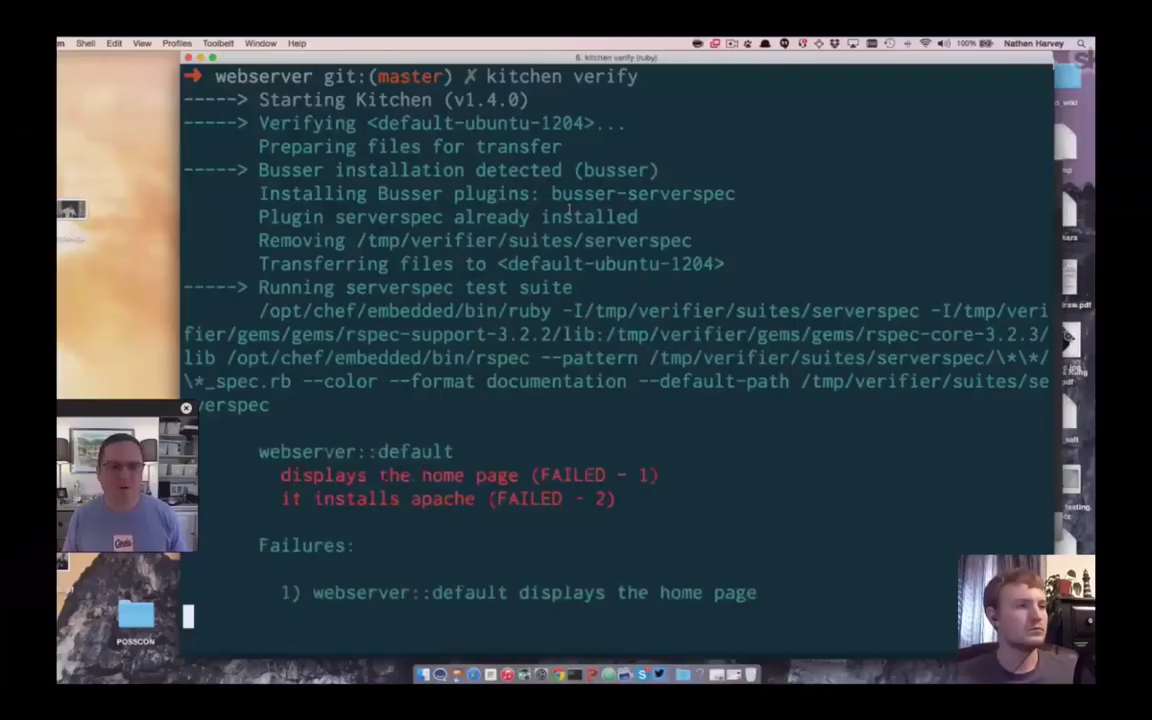 Shell Edit View Profiles Toolbelt Window Help
100% Nathan Harvey
6. kitchen verify (ruby)
➜ webserver git:(master) ✗ kitchen verify
-----> Starting Kitchen (v1.4.0)
-----> Verifying <default-ubuntu-1204>...
Preparing files for transfer
-----> Busser installation detected (busser)
Installing Busser plugins: busser-serverspec
Plugin serverspec already installed
Removing /tmp/verifier/suites/serverspec
Transferring files to <default-ubuntu-1204>
-----> Running serverspec test suite
/opt/chef/embedded/bin/ruby -I/tmp/verifier/suites/serverspec -I/tmp/veri
fier/gems/gems/rspec-support-3.2.2/lib:/tmp/verifier/gems/gems/rspec-core-3.2.3/
lib /opt/chef/embedded/bin/rspec --pattern /tmp/verifier/suites/serverspec/\*\*/
\*_spec.rb --color --format documentation --default-path /tmp/verifier/suites/se
rverspec
webserver::default
displays the home page (FAILED - 1)
it installs apache (FAILED - 2)
Failures:
1) webserver::default displays the home page
POSSCON